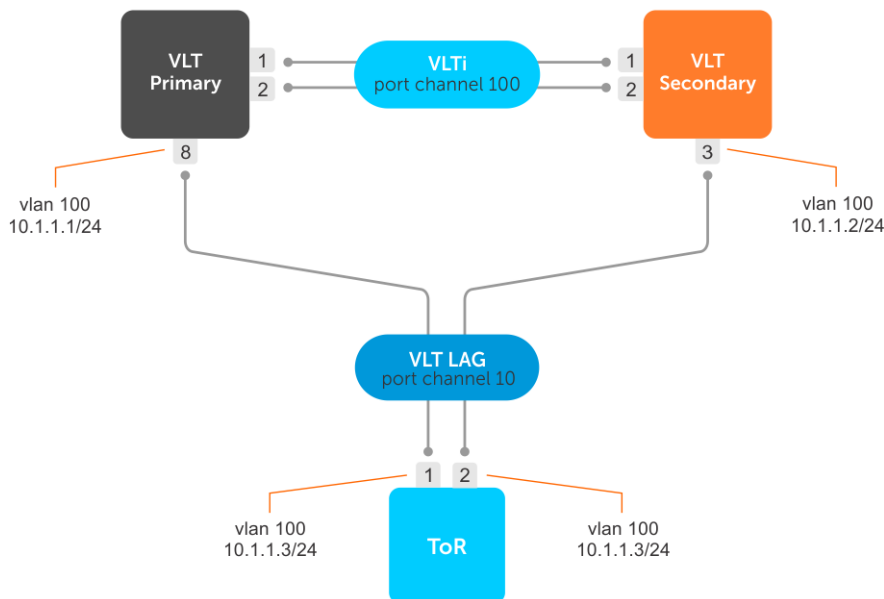 VLT
Primary
1
2
VLTi
port channel 100
1
2
VLT
Secondary
8
3
vlan 100
10.1.1.1/24
vlan 100
10.1.1.2/24
VLT LAG
port channel 10
1
2
vlan 100
10.1.1.3/24
ToR
vlan 100
10.1.1.3/24